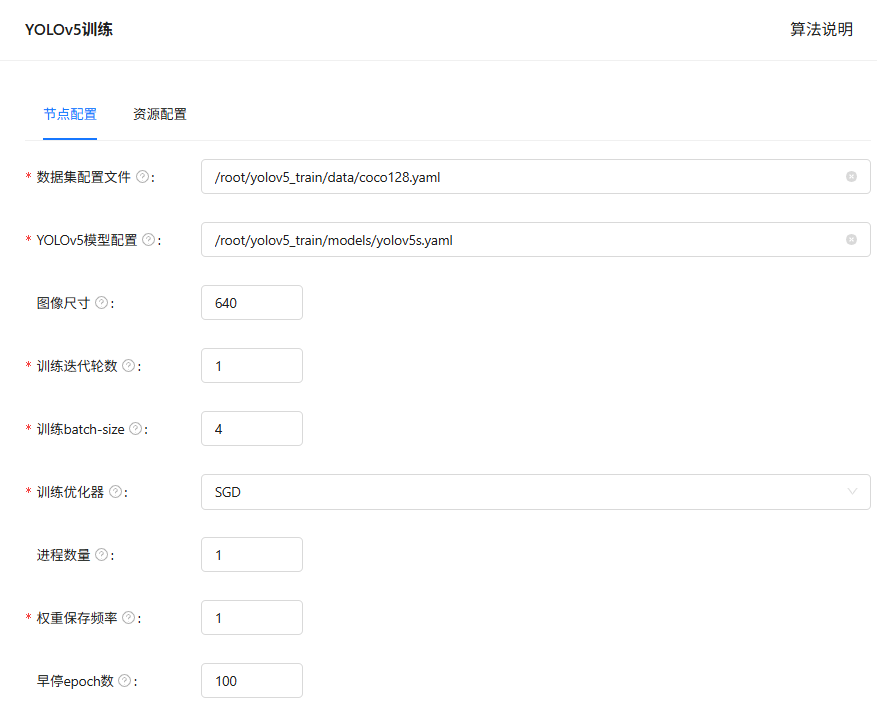 YOLOv5训练 算法说明
节点配置 资源配置
* 数据集配置文件 ? : /root/yolov5_train/data/coco128.yaml
* YOLOv5模型配置 ? : /root/yolov5_train/models/yolov5s.yaml
图像尺寸 ? : 640
* 训练迭代轮数 ? : 1
* 训练batch-size ? : 4
* 训练优化器 ? : SGD
进程数量 ? : 1
* 权重保存频率 ? : 1
早停epoch数 ? : 100